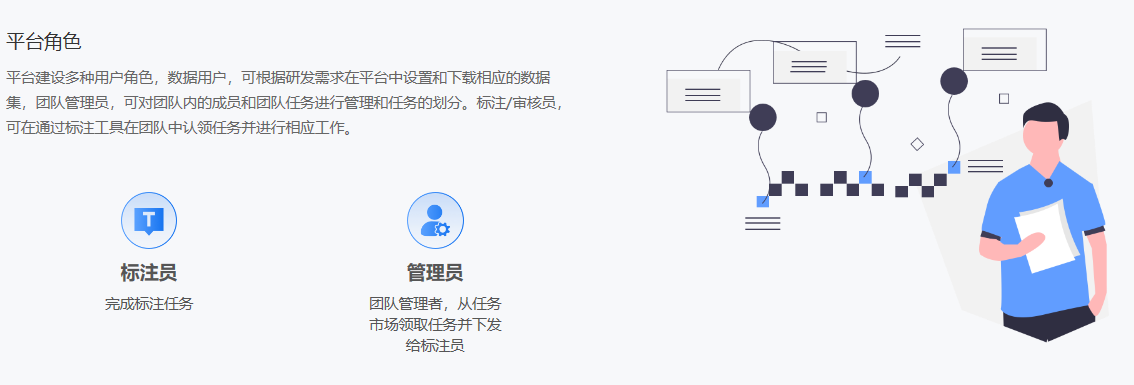 平台角色
平台建设多种用户角色，数据用户，可根据研发需求在平台中设置和下载相应的数据
集，团队管理员，可对团队内的成员和团队任务进行管理和任务的划分。标注/审核员，
可在通过标注工具在团队中认领任务并进行相应工作。
T
标注员
完成标注任务
管理员
团队管理者，从任务
市场领取任务并下发
给标注员